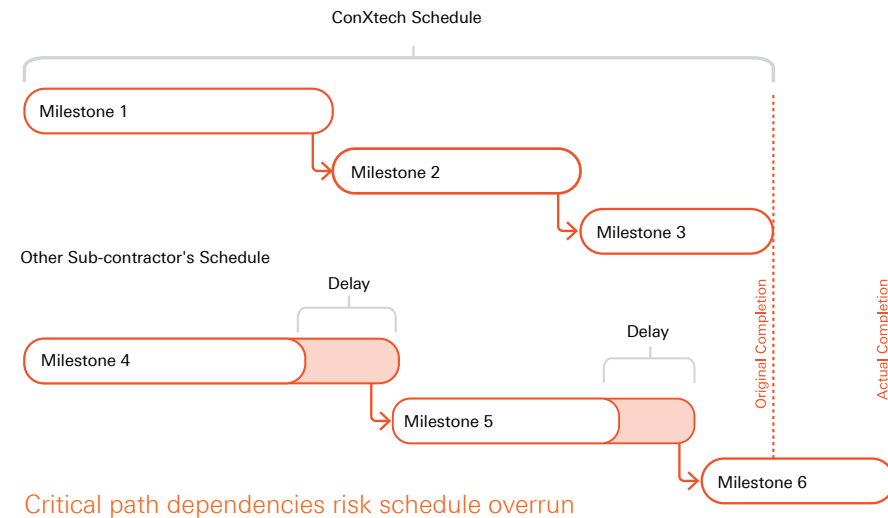 ConXtech Schedule
Milestone 1
Milestone 2
Milestone 3
Other Sub-contractor's Schedule
Delay
Delay
Original Completion
Actual Completion
Milestone 4
Milestone 5
Milestone 6
Critical path dependencies risk schedule overrun